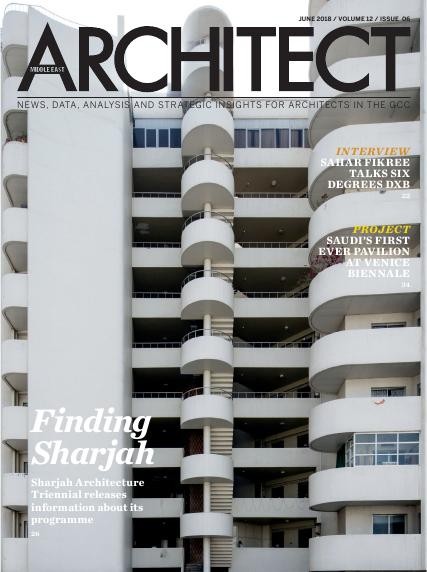 JUNE 2018 / VOLUME 12 / ISSUE 06
ARCHITECT
MIDDLE EAST
NEWS, DATA, ANALYSIS AND STRATEGIC INSIGHTS FOR ARCHITECTS IN THE GCC
INTERVIEW
SAHAR FIKREE
TALKS SIX
DEGREES DXB
22
PROJECT
SAUDI'S FIRST
EVER PAVILION
AT VENICE
BIENNALE
34
Finding
Sharjah
Sharjah Architecture
Triennial releases
information about its
programme
26